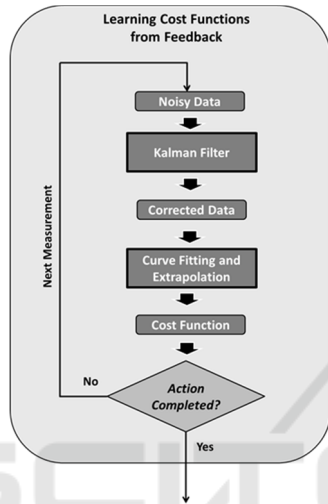 Learning Cost Functions
from Feedback
Noisy Data
Kalman Filter
Corrected Data
Curve Fitting and
Extrapolation
Cost Function
Next Measurement
No
Action
Completed?
Yes